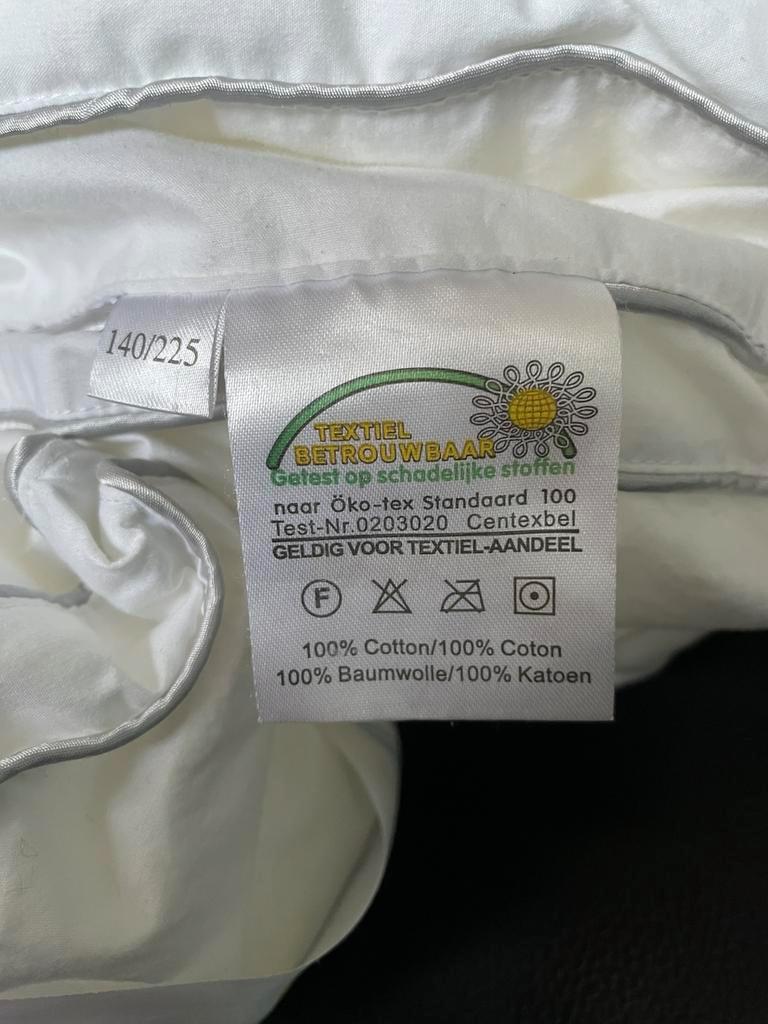 140/225
TEXTIEL
BETROUWBAAR
Getest op schadelijke stoffen
naar Öko-tex Standaard 100
Test-Nr.0203020 Centexbel
GELDIG VOOR TEXTIEL-AANDEEL
F
100% Cotton/100% Coton
100% Baumwolle/100% Katoen